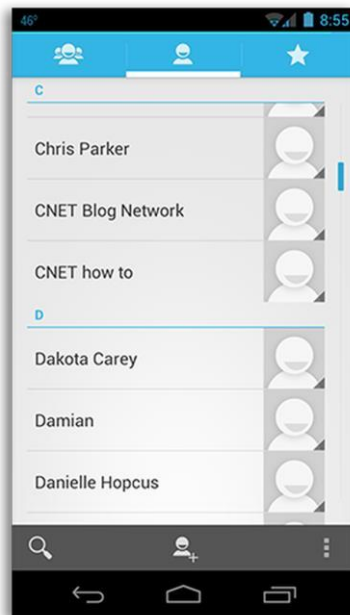 46°
8:55
C
Chris Parker
CNET Blog Network
CNET how to
D
Dakota Carey
Damian
Danielle Hopcus